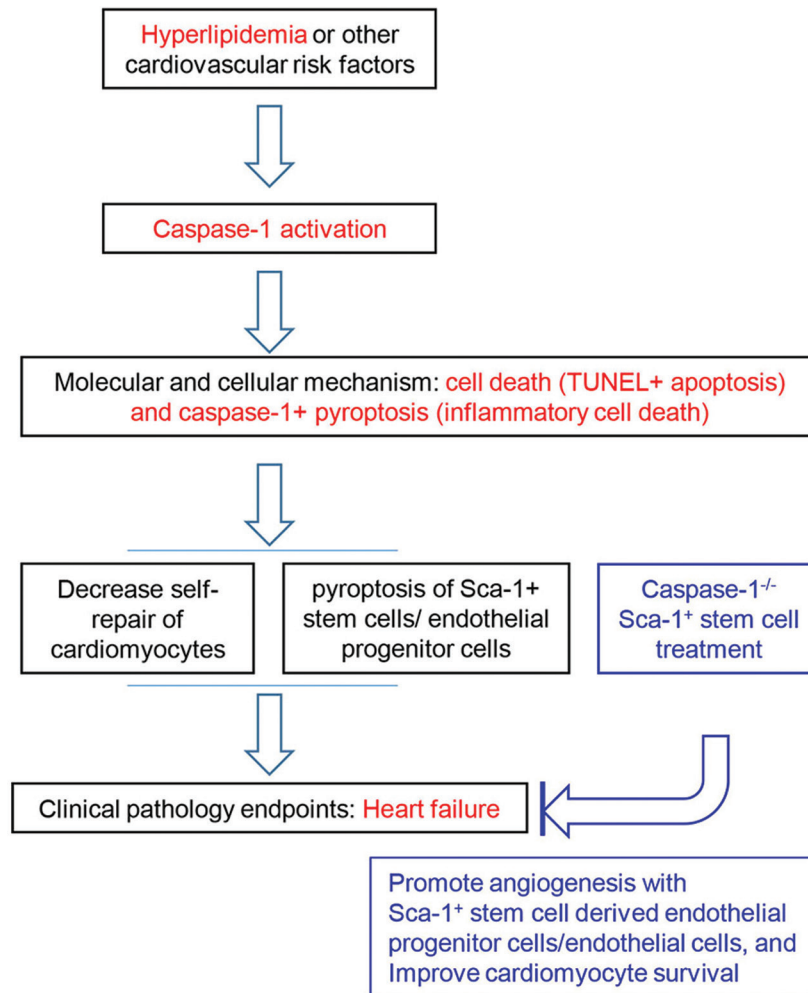 Hyperlipidemia or other
cardiovascular risk factors
Caspase-1 activation
Molecular and cellular mechanism: cell death (TUNEL+ apoptosis)
and caspase-1+ pyroptosis (inflammatory cell death)
Decrease self-
repair of
cardiomyocytes
pyroptosis of Sca-1+
stem cells/ endothelial
progenitor cells
Caspase-1⁻/⁻
Sca-1⁺ stem cell
treatment
Clinical pathology endpoints: Heart failure
Promote angiogenesis with
Sca-1⁺ stem cell derived endothelial
progenitor cells/endothelial cells, and
Improve cardiomyocyte survival